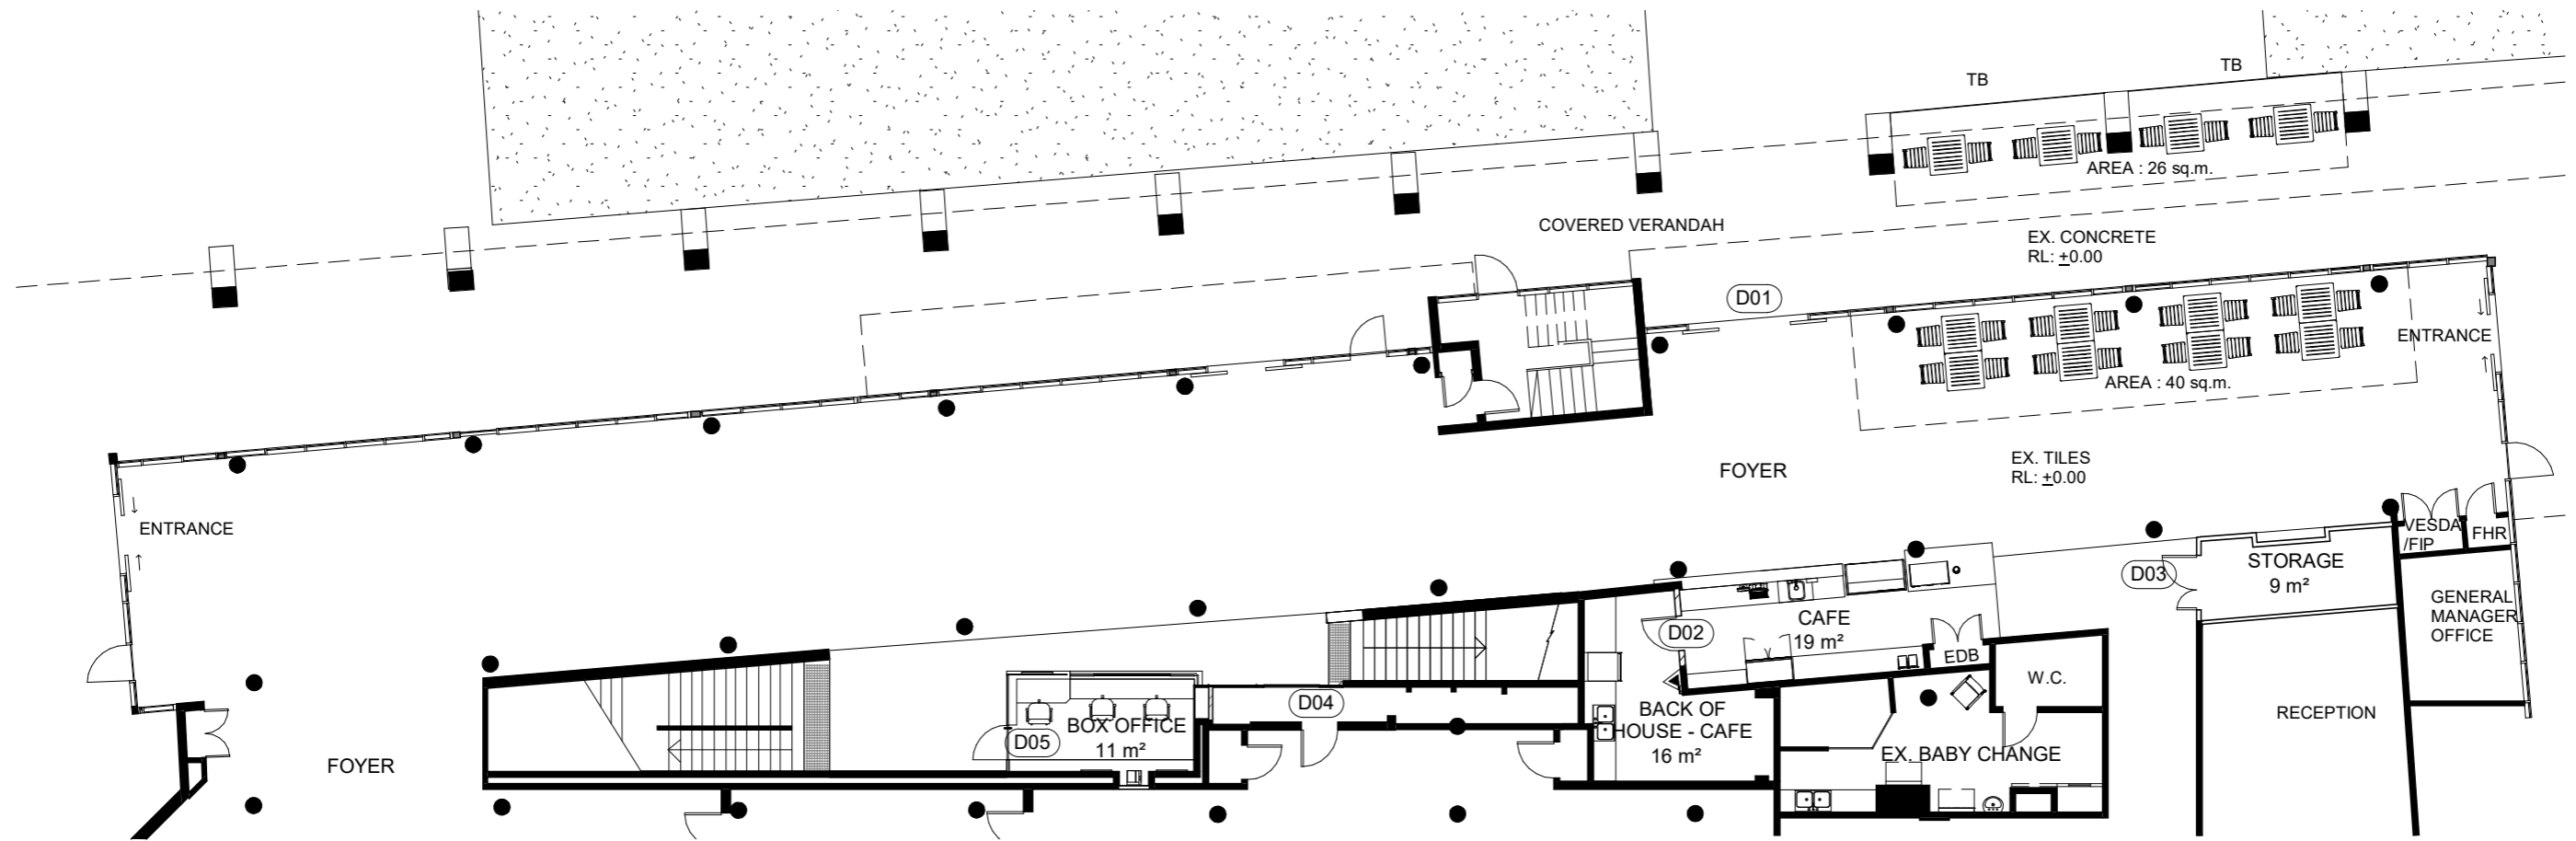 TB
TB
AREA : 26 sq.m.
COVERED VERANDAH
EX. CONCRETE
RL: ±0.00
D01
ENTRANCE
AREA : 40 sq.m.
EX. TILES
RL: ±0.00
FOYER
ENTRANCE
VESDA
/FIP
FHR
STORAGE
9 m²
D03
GENERAL
MANAGER
OFFICE
CAFE
19 m²
D02
EDB
W.C.
RECEPTION
D04
BACK OF
HOUSE - CAFE
16 m²
BOX OFFICE
11 m²
D05
EX. BABY CHANGE
FOYER